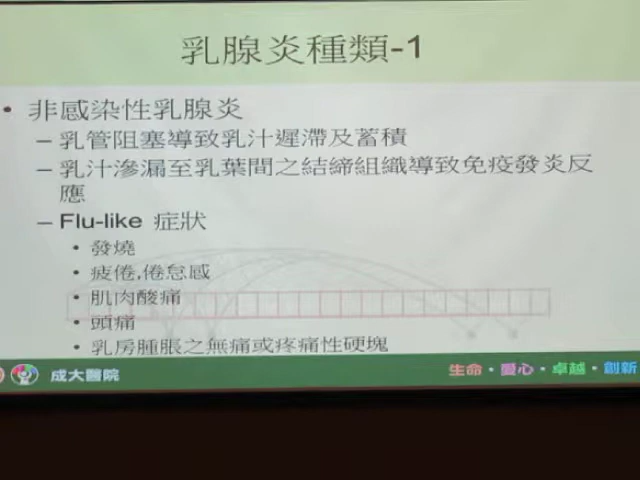 乳腺炎種類-1
• 非感染性乳腺炎
– 乳管阻塞導致乳汁遲滯及蓄積
– 乳汁滲漏至乳葉間之結締組織導致免疫發炎反
應
– Flu-like 症狀
• 發燒
• 疲倦,倦怠感
• 肌肉酸痛
• 頭痛
• 乳房腫脹之無痛或疼痛性硬塊
成大醫院
生命・愛心・卓越・創新